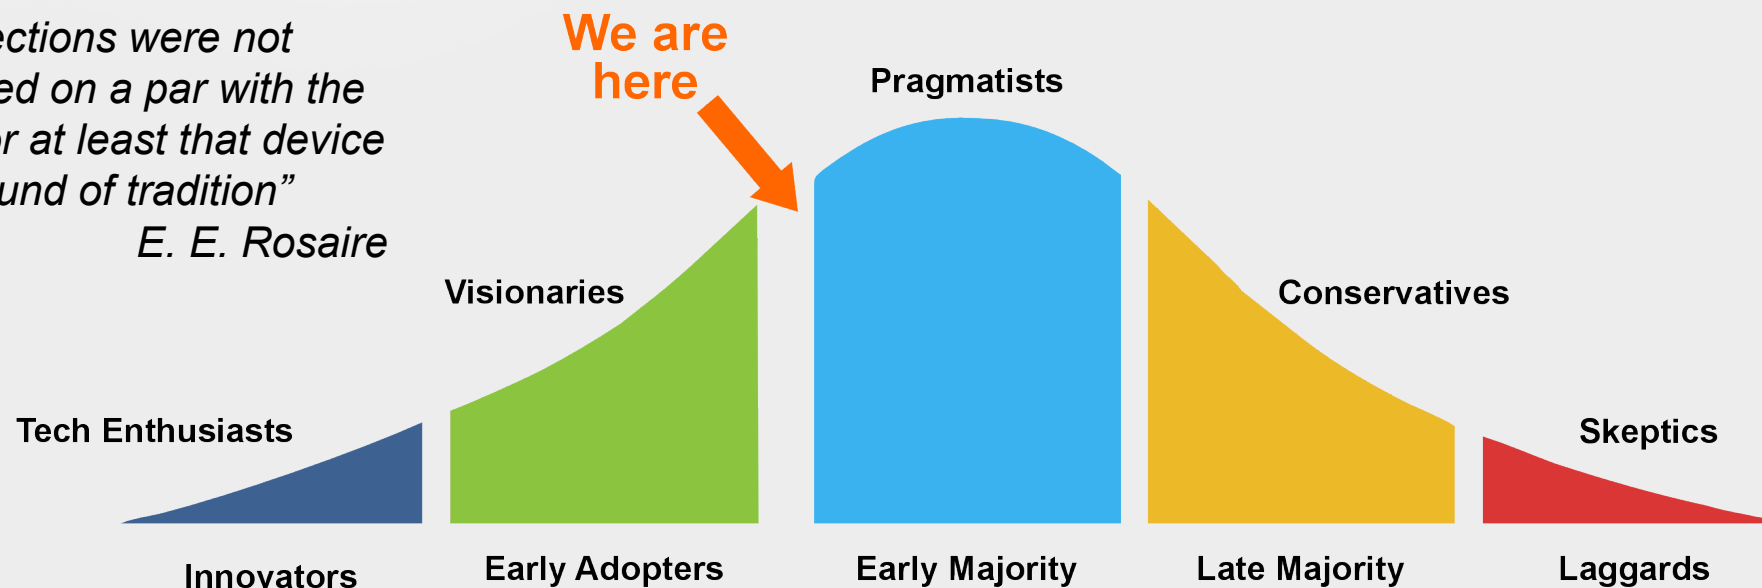 ections were not
ed on a par with the
or at least that device
und of tradition”
E. E. Rosaire
We are
here
Pragmatists
Visionaries
Conservatives
Tech Enthusiasts
Skeptics
Innovators
Early Adopters
Early Majority
Late Majority
Laggards